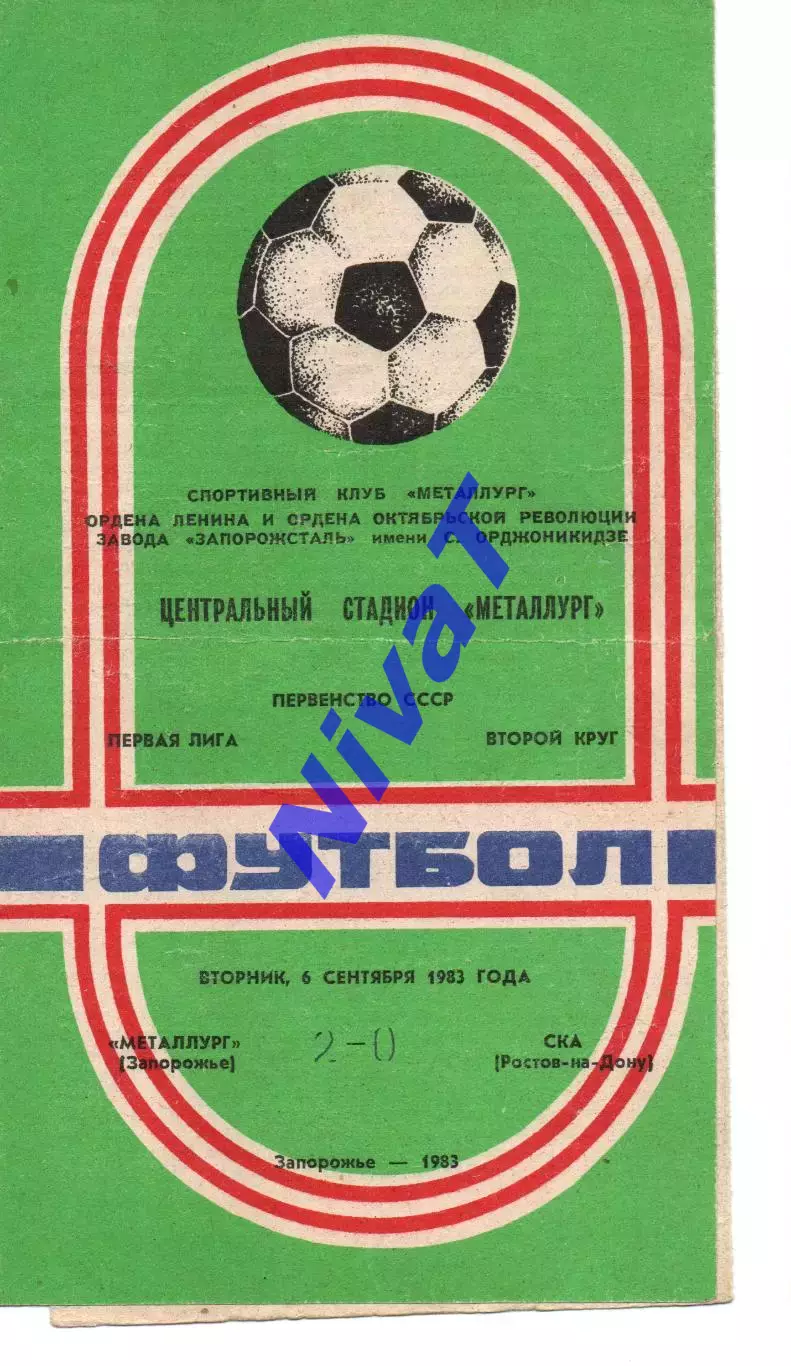 СПОРТИВНЫЙ КЛУБ «МЕТАЛЛУРГ»
ОРДЕНА ЛЕНИНА И ОРДЕНА ОКТЯБРЬСКОЙ РЕВОЛЮЦИИ
ЗАВОДА «ЗАПОРОЖСТАЛЬ» имени С. ОРДЖОНИКИДЗЕ
ЦЕНТРАЛЬНЫЙ СТАДИОН «МЕТАЛЛУРГ»
ПЕРВЕНСТВО СССР
ПЕРВАЯ ЛИГА ВТОРОЙ КРУГ
NivaT
ФУТБОЛ
ВТОРНИК, 6 СЕНТЯБРЯ 1983 ГОДА
«МЕТАЛЛУРГ» 2-0 СКА
(Запорожье) (Ростов-на-Дону)
Запорожье — 1983